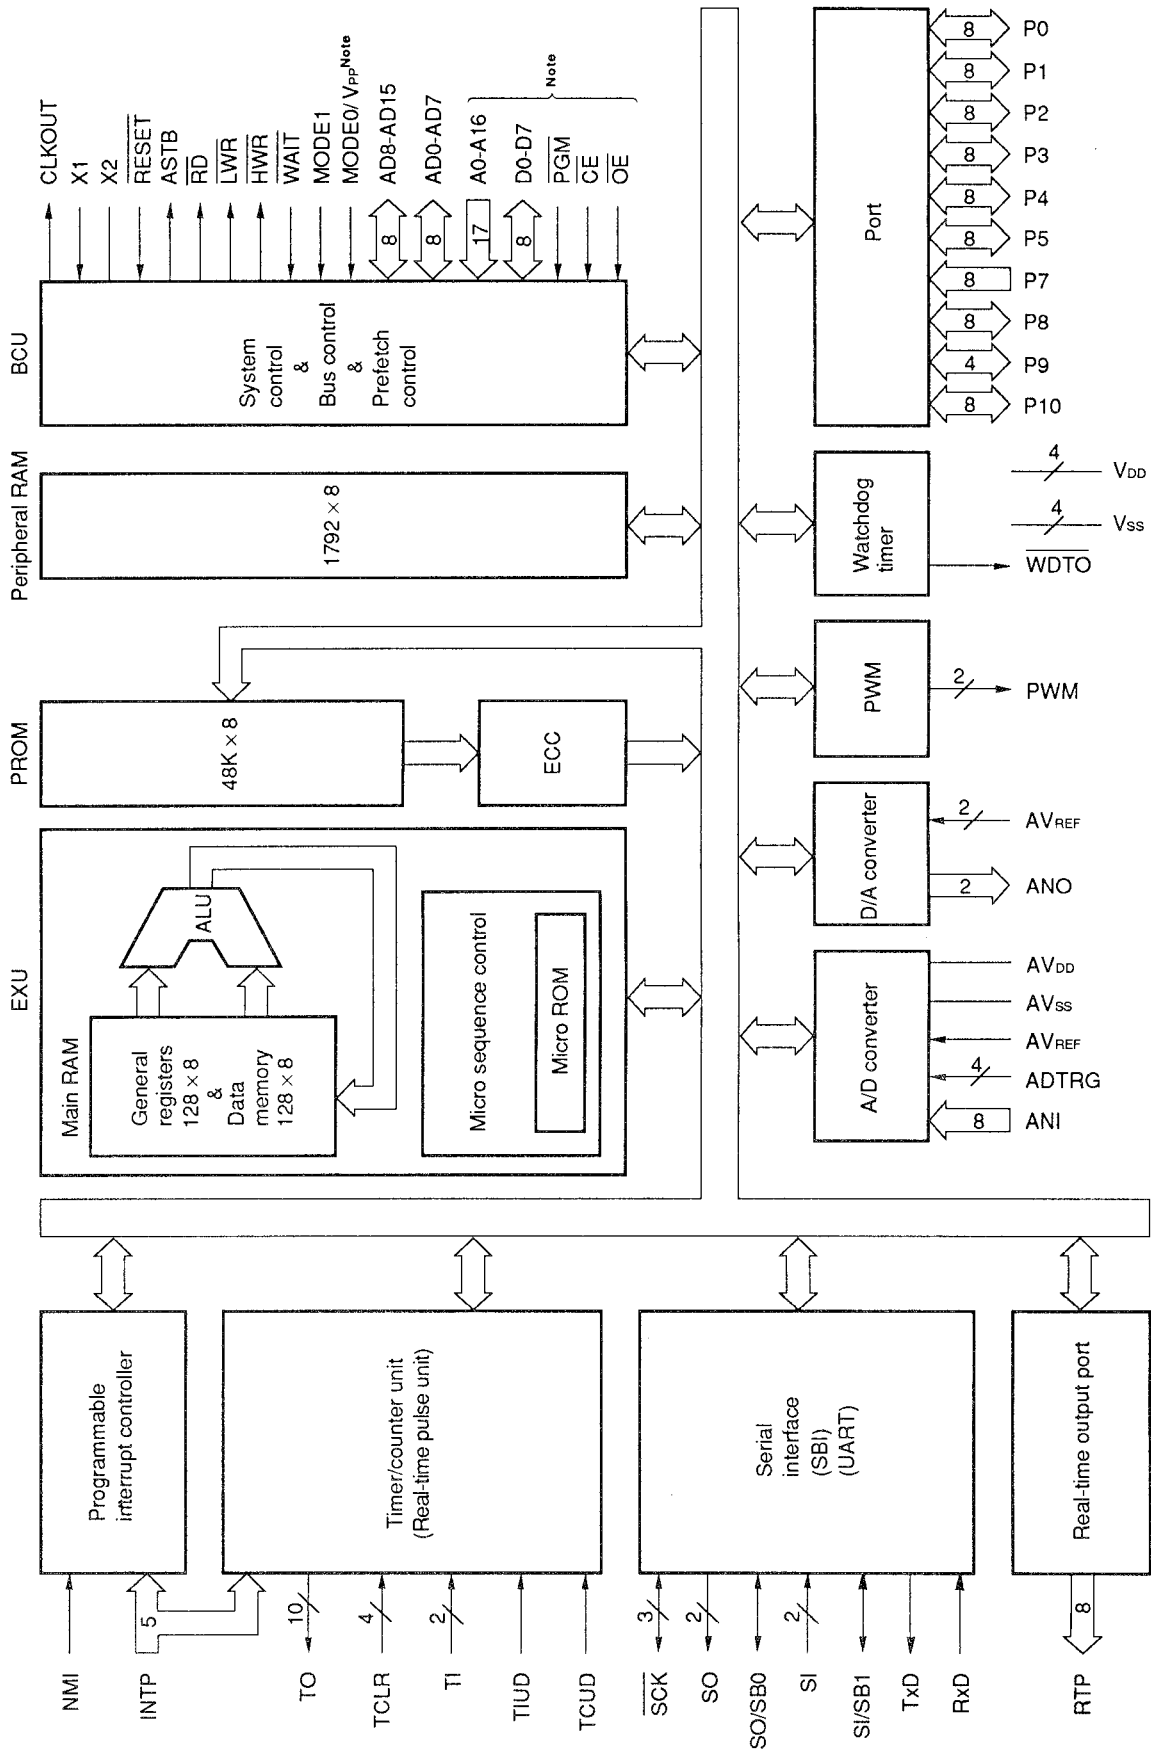 NMI
INTP
5
TO
10
TCLR
4
TI
2
TIUD
TCUD
SCK
3
SO
2
SO/SB0
SI
2
SI/SB1
TxD
RxD
RTP
8
Programmable
interrupt controller
Timer/counter unit
(Real-time pulse unit)
Serial
interface
(SBI)
(UART)
Real-time output port
EXU
Main RAM
General
registers
128 × 8
&
Data
memory
128 × 8
ALU
Micro sequence control
Micro ROM
PROM
48K × 8
ECC
Peripheral RAM
1792 × 8
BCU
System
control
&
Bus control
&
Prefetch
control
CLKOUT
X1
X2
RESET
ASTB
RD
LWR
HWR
WAIT
MODE1
MODE0/ VPP Note
AD8-AD15
8
AD0-AD7
8
A0-A16
17
D0-D7
8
PGM
CE
OE
Note
A/D converter
AVDD
AVSS
AVREF
ADTRG
4
ANI
8
D/A converter
AVREF
2
ANO
2
PWM
PWM
2
Watchdog
timer
VDD
4
VSS
4
WDTO
Port
P0
8
P1
8
P2
8
P3
8
P4
8
P5
8
P7
8
P8
8
P9
4
P10
8